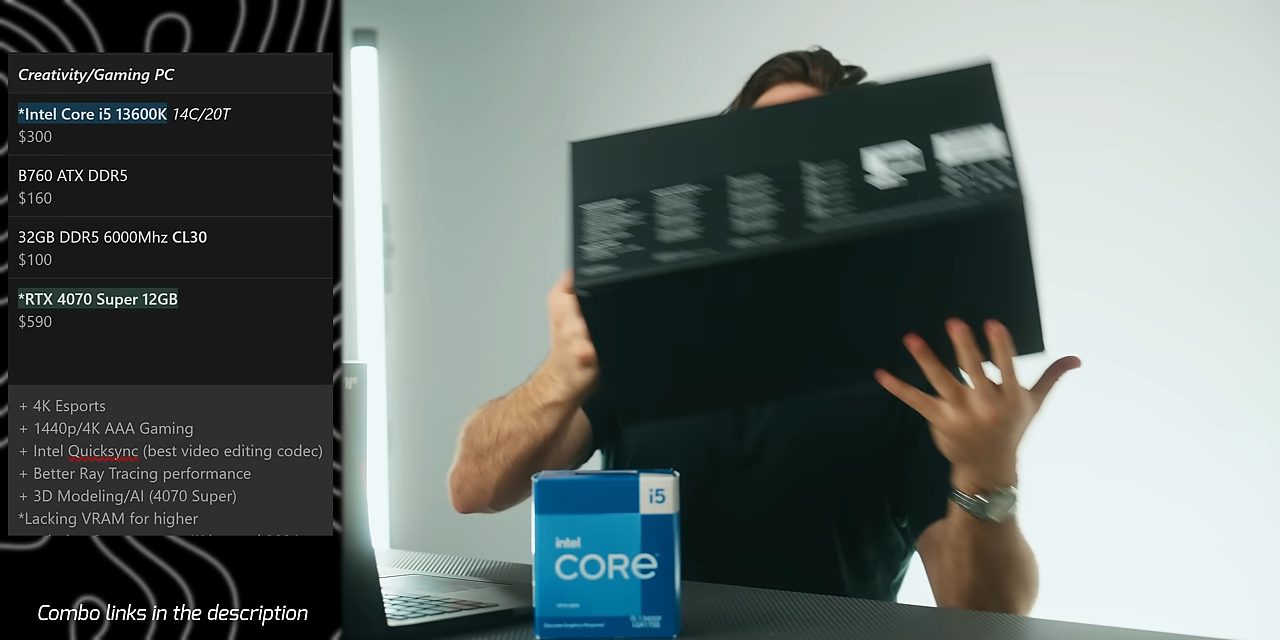 Creativity/Gaming PC
*Intel Core i5 13600K 14C/20T
$300
B760 ATX DDR5
$160
32GB DDR5 6000Mhz CL30
$100
*RTX 4070 Super 12GB
$590
+ 4K Esports
+ 1440p/4K AAA Gaming
+ Intel Quicksync (best video editing codec)
+ Better Ray Tracing performance
+ 3D Modeling/AI (4070 Super)
*Lacking VRAM for higher
Combo links in the description
i5
intel
CORE